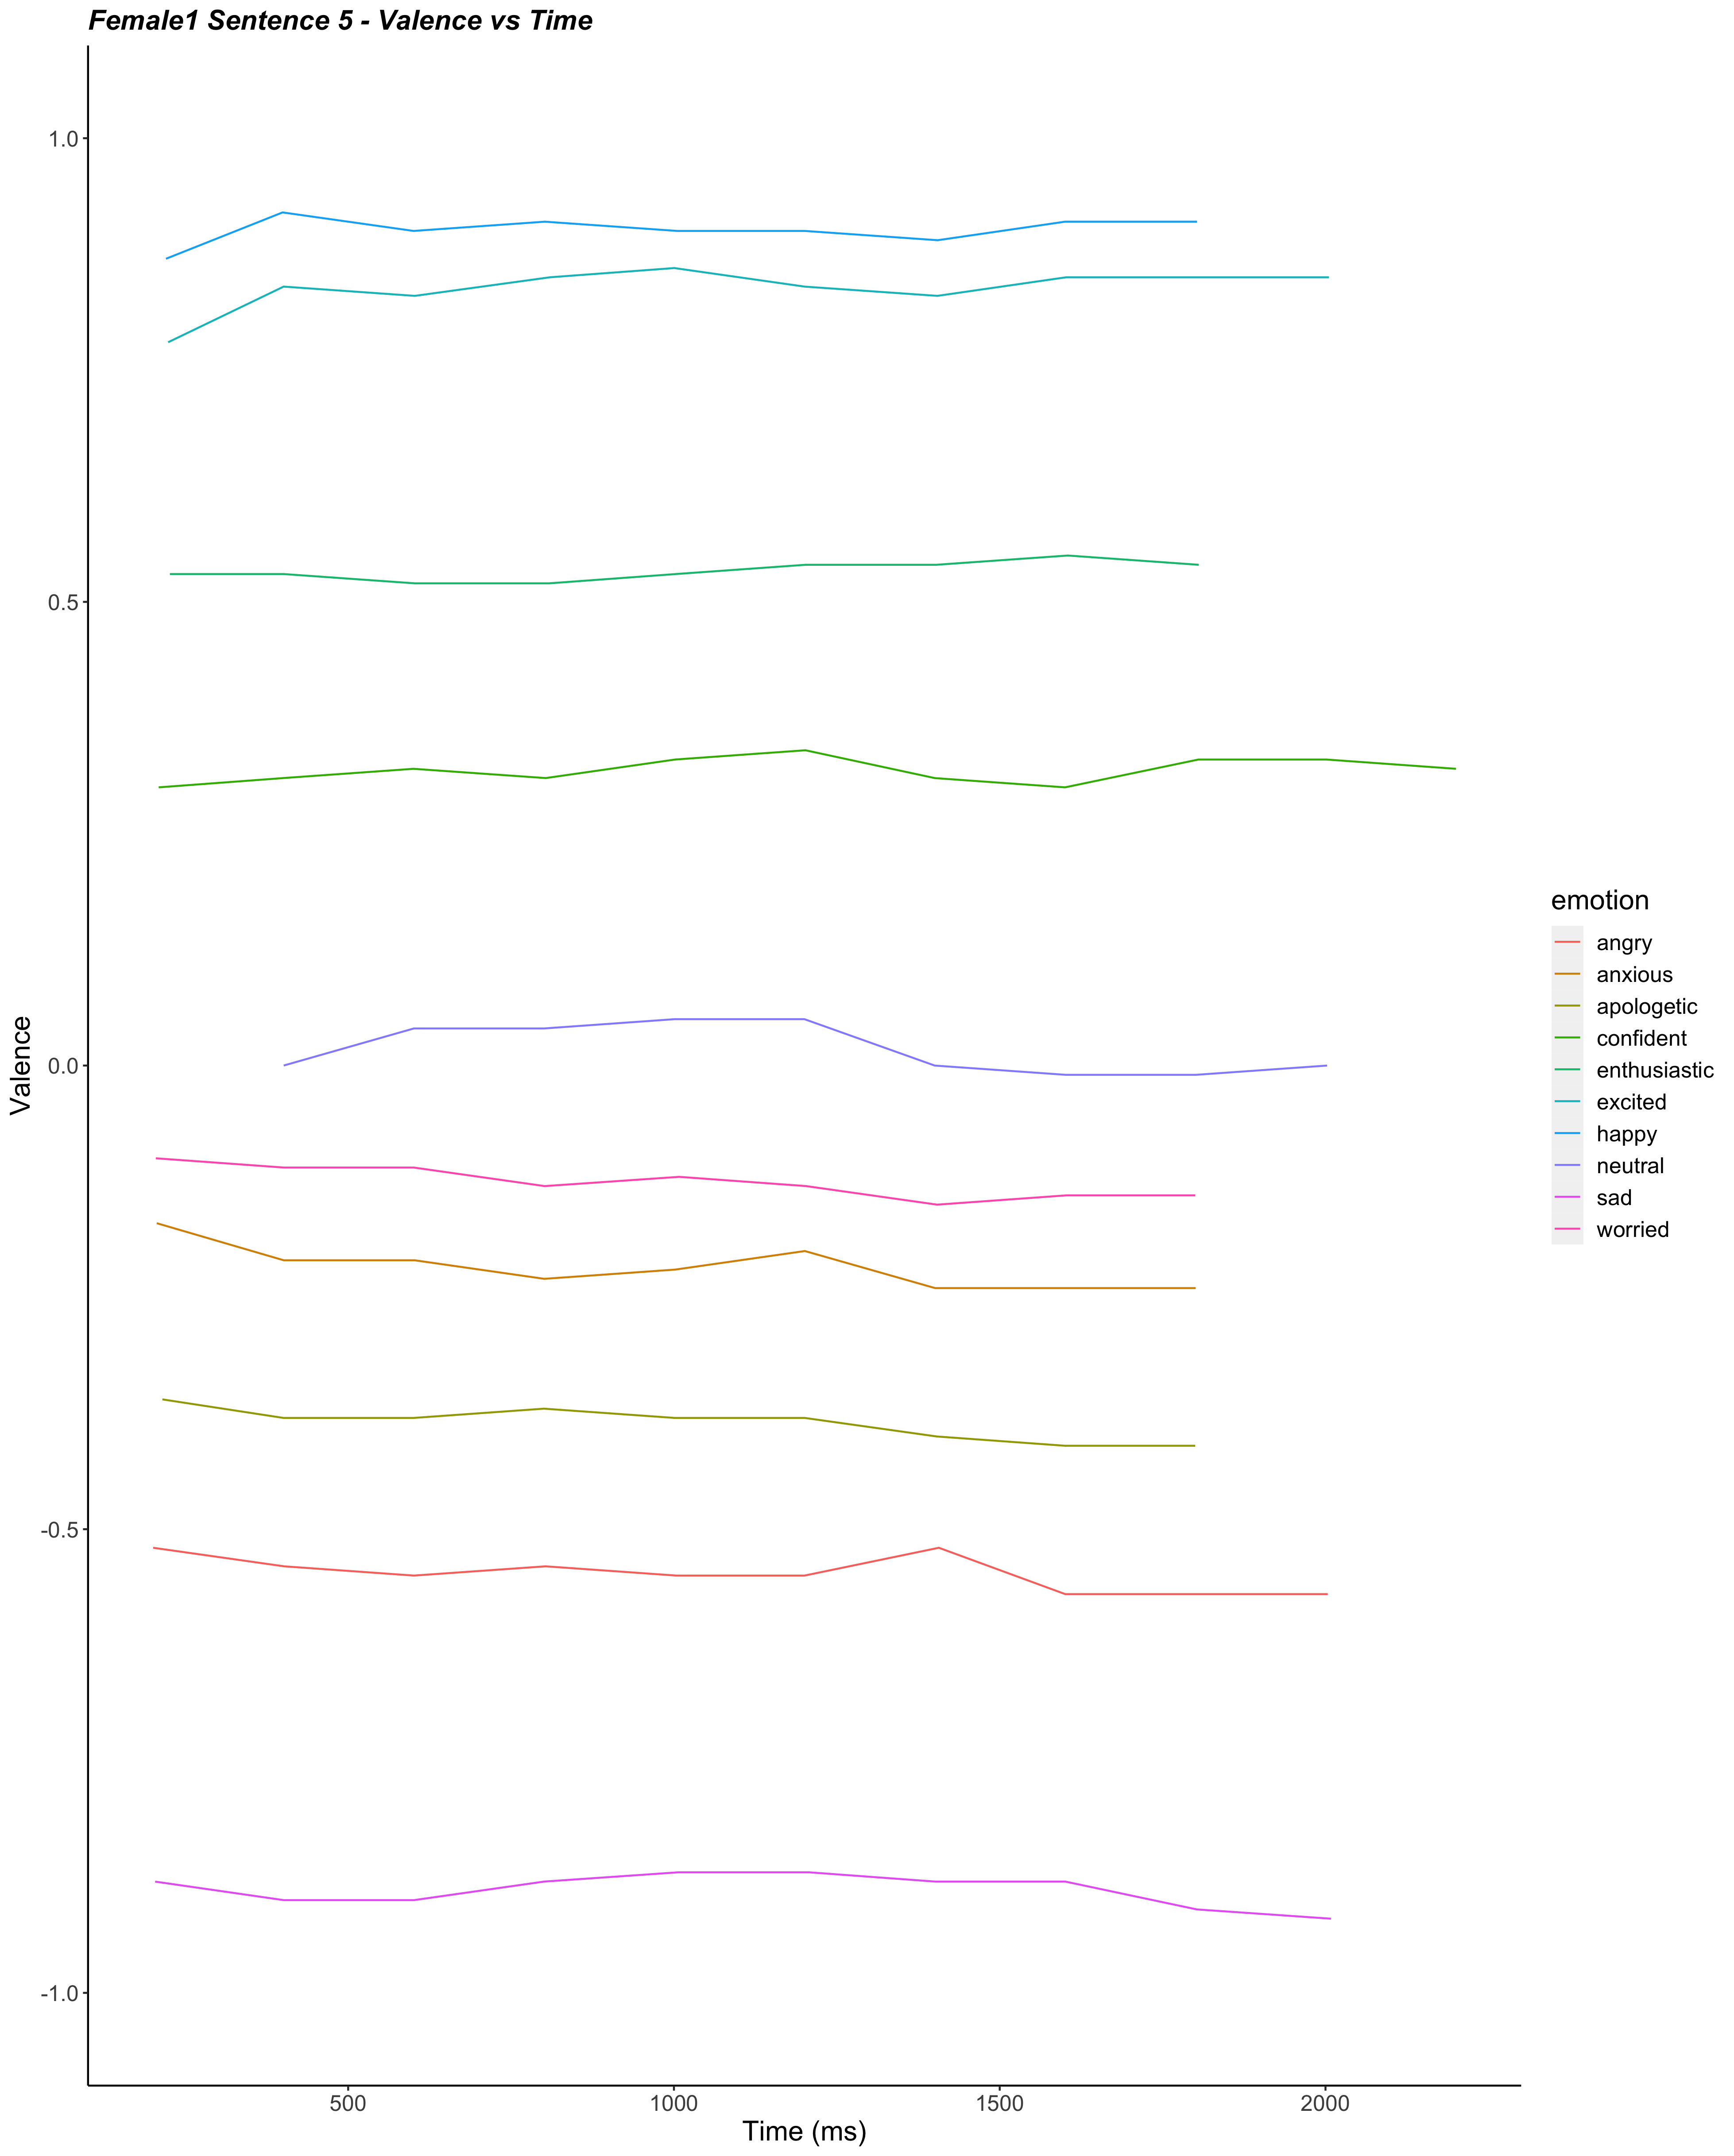 Female1 Sentence 5 - Valence vs Time
1.0
0.5
0.0
-0.5
-1.0
Valence
500 1000 1500 2000
Time (ms)
emotion
angry
anxious
apologetic
confident
enthusiastic
excited
happy
neutral
sad
worried